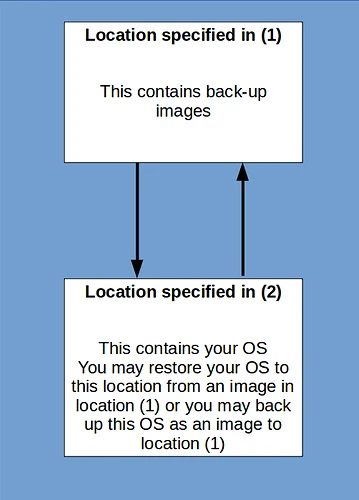 Location specified in (1)
This contains back-up
images
Location specified in (2)
This contains your OS
You may restore your OS to
this location from an image in
location (1) or you may back
up this OS as an image to
location (1)